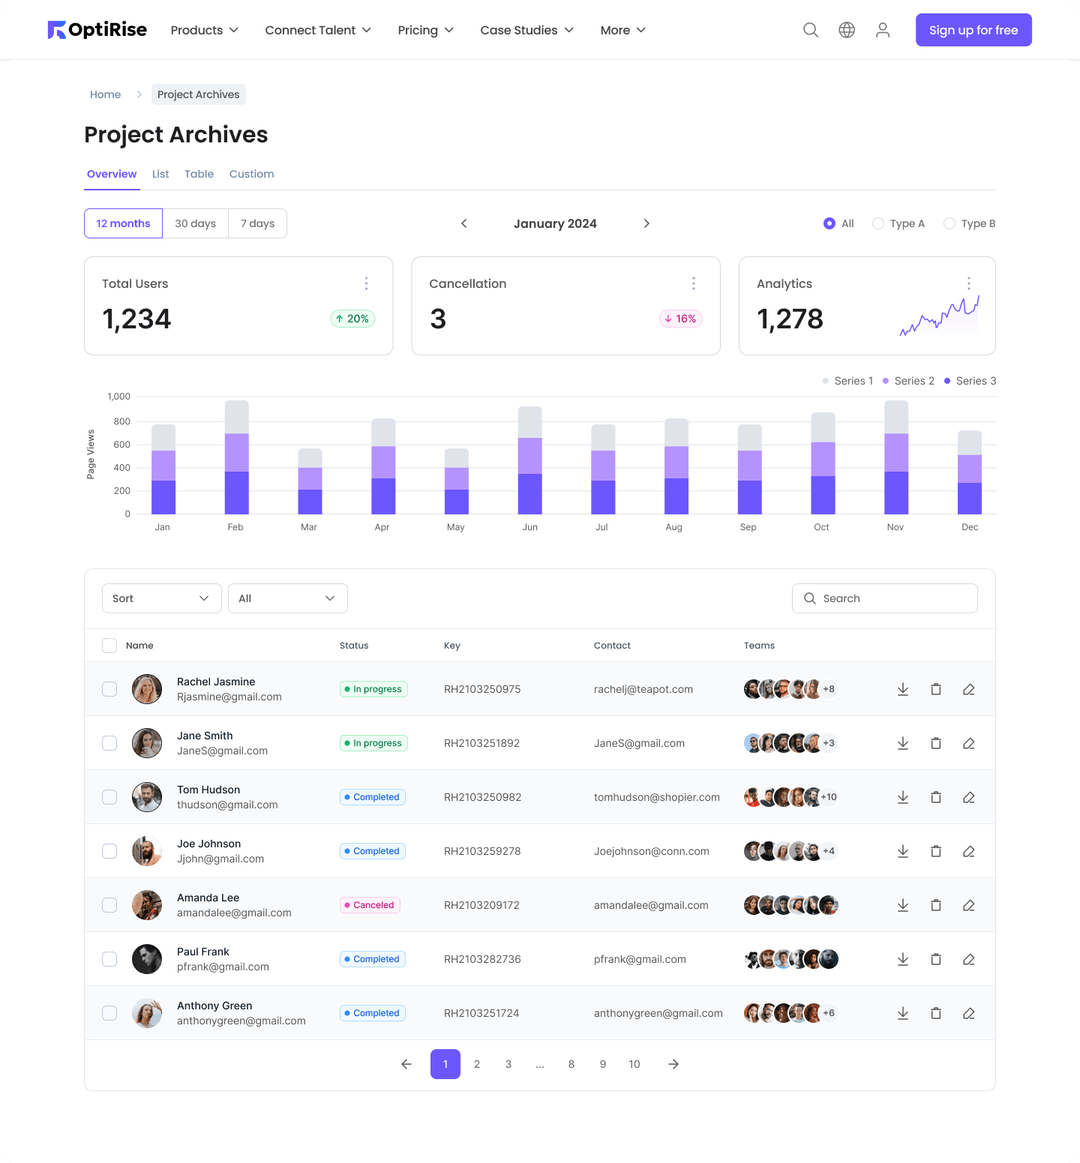 OptiRise Products Connect Talent Pricing Case Studies More Sign up for free
Home Project Archives
Project Archives
Overview List Table Custiom
12 months 30 days 7 days January 2024 All Type A Type B
Total Users Cancellation Analytics
1,234 20% 3 16% 1,278
Series 1 Series 2 Series 3
1,000
800
600
400
200
0
Page Views
Jan Feb Mar Apr May Jun Jul Aug Sep Oct Nov Dec
Sort All Search
Name Status Key Contact Teams
Rachel Jasmine
Rjasmine@gmail.com In progress RH2103250975 rachelj@teapot.com +8
Jane Smith
JaneS@gmail.com In progress RH2103251892 JaneS@gmail.com +3
Tom Hudson
thudson@gmail.com Completed RH2103250982 tomhudson@shopier.com +10
Joe Johnson
Jjohn@gmail.com Completed RH2103259278 Joejohnson@conn.com +4
Amanda Lee
amandalee@gmail.com Canceled RH2103209172 amandalee@gmail.com
Paul Frank
pfrank@gmail.com Completed RH2103282736 pfrank@gmail.com
Anthony Green
anthonygreen@gmail.com Completed RH2103251724 anthonygreen@gmail.com +6
1 2 3 ... 8 9 10